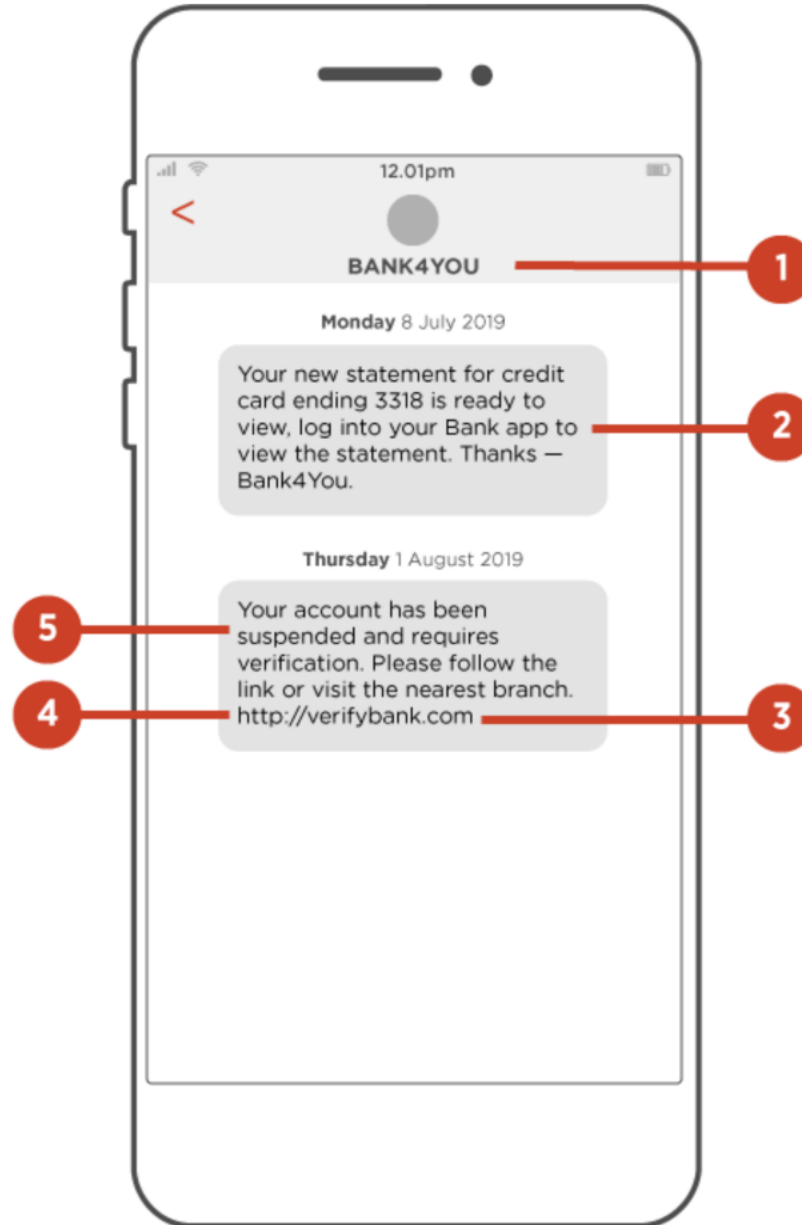 12.01pm
<
BANK4YOU
1
Monday 8 July 2019
Your new statement for credit
card ending 3318 is ready to
view, log into your Bank app to
2
view the statement. Thanks —
Bank4You.
Thursday 1 August 2019
Your account has been
5
suspended and requires
verification. Please follow the
link or visit the nearest branch.
4
http://verifybank.com
3